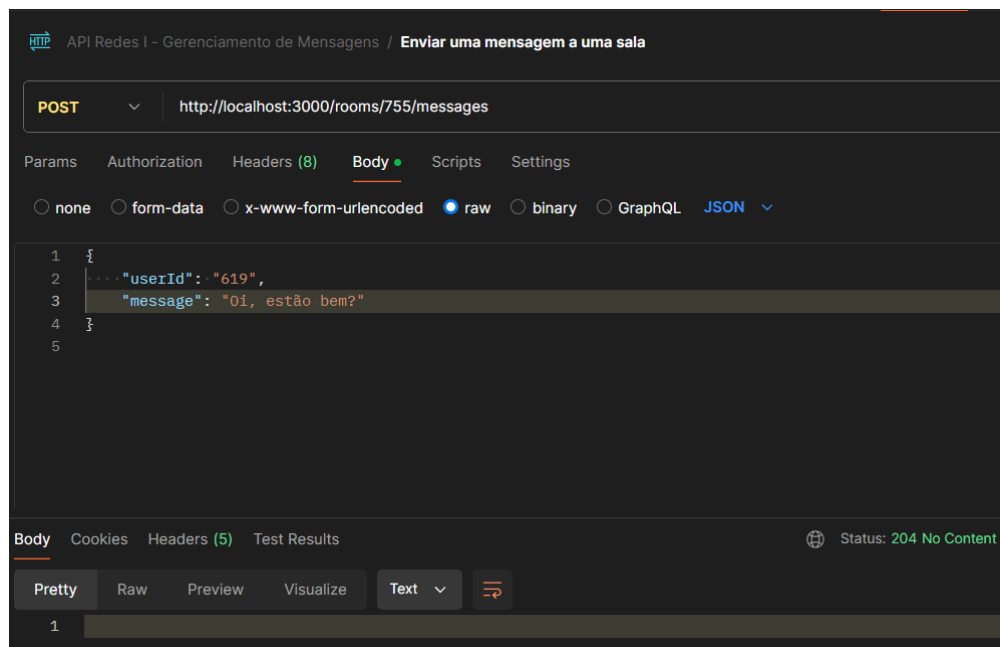 HTTP API Redes I - Gerenciamento de Mensagens / Enviar uma mensagem a uma sala
POST http://localhost:3000/rooms/755/messages
Params Authorization Headers (8) Body Scripts Settings
none form-data x-www-form-urlencoded raw binary GraphQL JSON
1 {
2 "userId": "619",
3 "message": "Oi, estão bem?"
4 }
5
Body Cookies Headers (5) Test Results Status: 204 No Content
Pretty Raw Preview Visualize Text
1